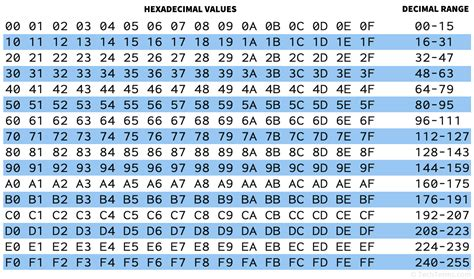 HEXADECIMAL VALUES DECIMAL RANGE
00 01 02 03 04 05 06 07 08 09 0A 0B 0C 0D 0E 0F 00-15
10 11 12 13 14 15 16 17 18 19 1A 1B 1C 1D 1E 1F 16-31
20 21 22 23 24 25 26 27 28 29 2A 2B 2C 2D 2E 2F 32-47
30 31 32 33 34 35 36 37 38 39 3A 3B 3C 3D 3E 3F 48-63
40 41 42 43 44 45 46 47 48 49 4A 4B 4C 4D 4E 4F 64-79
50 51 52 53 54 55 56 57 58 59 5A 5B 5C 5D 5E 5F 80-95
60 61 62 63 64 65 66 67 68 69 6A 6B 6C 6D 6E 6F 96-111
70 71 72 73 74 75 76 77 78 79 7A 7B 7C 7D 7E 7F 112-127
80 81 82 83 84 85 86 87 88 89 8A 8B 8C 8D 8E 8F 128-143
90 91 92 93 94 95 96 97 98 99 9A 9B 9C 9D 9E 9F 144-159
A0 A1 A2 A3 A4 A5 A6 A7 A8 A9 AA AB AC AD AE AF 160-175
B0 B1 B2 B3 B4 B5 B6 B7 B8 B9 BA BB BC BD BE BF 176-191
C0 C1 C2 C3 C4 C5 C6 C7 C8 C9 CA CB CC CD CE CF 192-207
D0 D1 D2 D3 D4 D5 D6 D7 D8 D9 DA DB DC DD DE DF 208-223
E0 E1 E2 E3 E4 E5 E6 E7 E8 E9 EA EB EC ED EE EF 224-239
F0 F1 F2 F3 F4 F5 F6 F7 F8 F9 FA FB FC FD FE FF 240-255